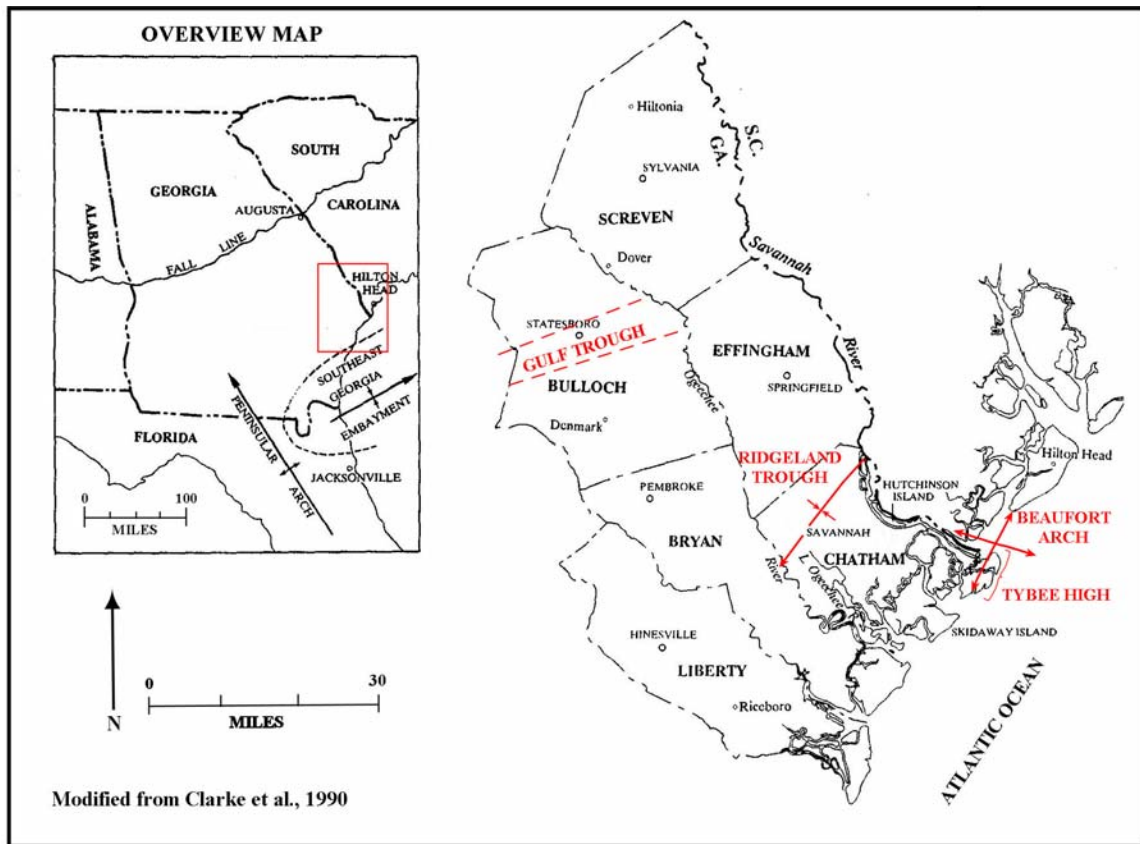 OVERVIEW MAP
SOUTH
CAROLINA
GEORGIA
ALABAMA
AUGUSTA
FALL LINE
HILTON
HEAD
SOUTHEAST
GEORGIA
EMBAYMENT
PENINSULAR
ARCH
FLORIDA
JACKSONVILLE
0 100
MILES
N
0 30
MILES
Modified from Clarke et al., 1990
Hiltonia
S.C.
GA.
SYLVANIA
SCREVEN
Dover
Savannah
River
STATESBORO
GULF TROUGH
BULLOCH
Denmark
EFFINGHAM
SPRINGFIELD
Ogeechee
River
RIDGELAND
TROUGH
PEMBROKE
BRYAN
HUTCHINSON
ISLAND
Hilton Head
SAVANNAH
CHATHAM
BEAUFORT
ARCH
TYBEE HIGH
L. Ogeechee
SKIDAWAY ISLAND
HINESVILLE
LIBERTY
Riceboro
ATLANTIC OCEAN